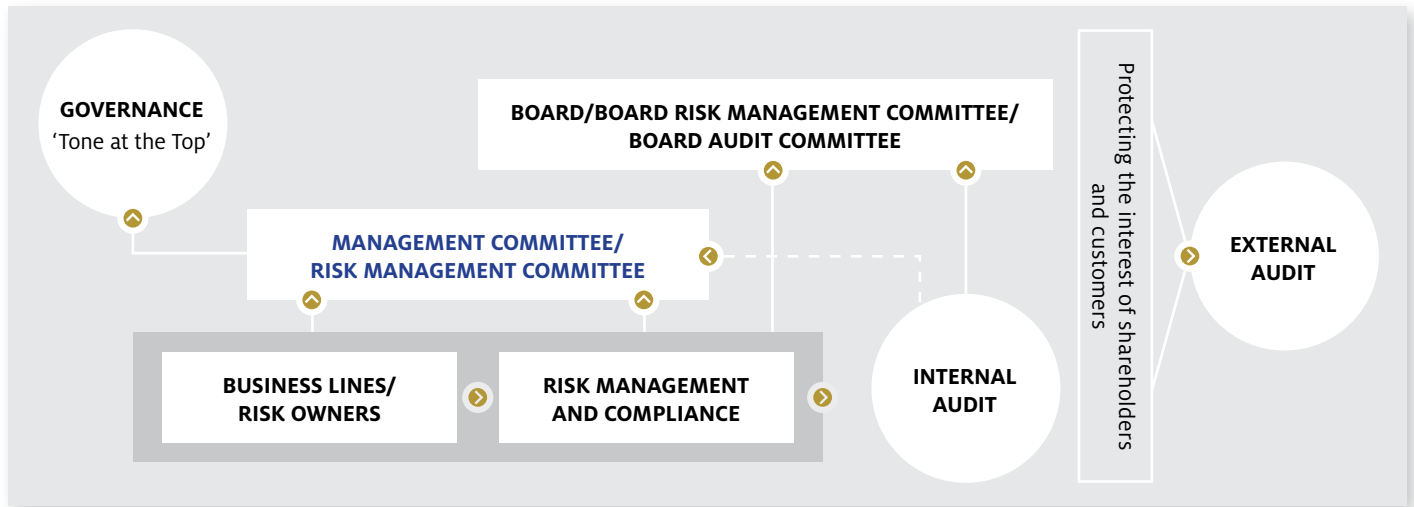 GOVERNANCE
‘Tone at the Top’
BOARD/BOARD RISK MANAGEMENT COMMITTEE/
BOARD AUDIT COMMITTEE
MANAGEMENT COMMITTEE/
RISK MANAGEMENT COMMITTEE
BUSINESS LINES/
RISK OWNERS
RISK MANAGEMENT
AND COMPLIANCE
INTERNAL
AUDIT
Protecting the interest of shareholders
and customers
EXTERNAL
AUDIT